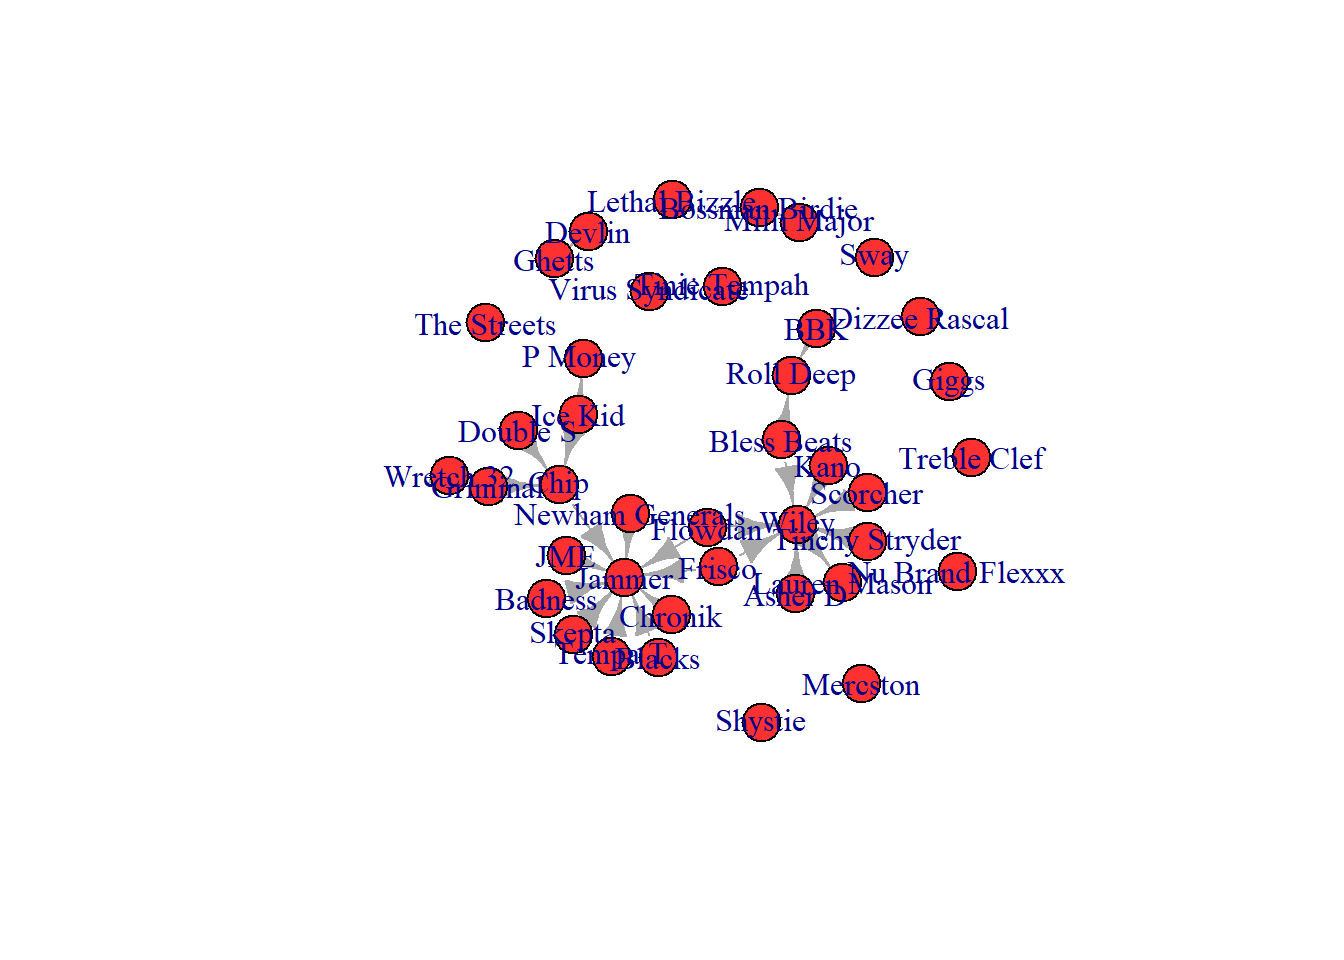 Lethal Bizzle
Bossman Birdie
Mini Major
Devlin
Ghetts
Sway
Virus Syndicate
Tinie Tempah
The Streets
BBK
Dizzee Rascal
P Money
Roll Deep
Giggs
Ice Kid
Double S
Bless Beats
Kano
Treble Clef
Wretch 32
Griminal
Chip
Scorcher
Newham Generals
Flowdan
Wiley
Tinchy Stryder
JME
Jammer
Frisco
Nu Brand Flexxx
Lauren Mason
Asher D
Badness
Chronik
Skepta
Tempa T
Blacks
Mercston
Shystie